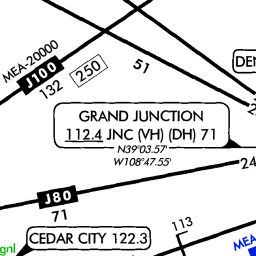 MEA-20000
J100
132
250
51
DEN
GRAND JUNCTION
112.4 JNC (VH) (DH) 71
N39°03.57'
W108°47.55'
24
J80
71
CEDAR CITY 122.3
113
MEA
gnl